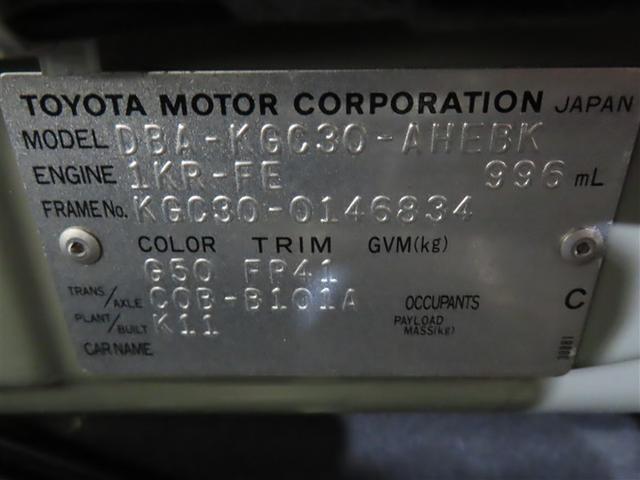 TOYOTA MOTOR CORPORATION JAPAN
MODEL DBA-KGC30-AHEBK
ENGINE 1KR-FE 996 mL
FRAME No. KGC30-0146834
COLOR TRIM GVM(kg)
G50 FP41
TRANS/AXLE C0B-B101A OCCUPANTS C
PLANT/BUILT K11 PAYLOAD MASS(kg)
CAR NAME